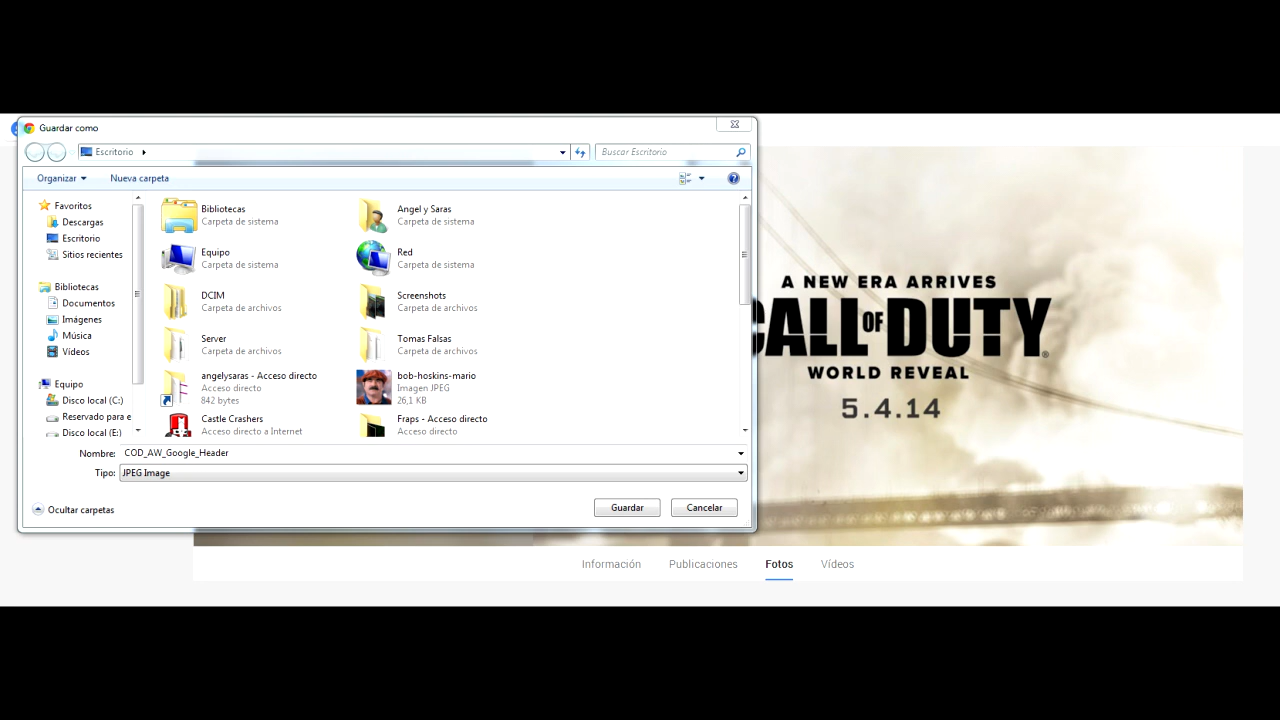 Guardar como
Escritorio
Buscar Escritorio
Organizar
Nueva carpeta
Favoritos
Descargas
Escritorio
Sitios recientes
Bibliotecas
Documentos
Imágenes
Música
Vídeos
Equipo
Disco local (C:)
Reservado para e
Disco local (E:)
Bibliotecas
Carpeta de sistema
Angel y Saras
Carpeta de sistema
Equipo
Carpeta de sistema
Red
Carpeta de sistema
DCIM
Carpeta de archivos
Screenshots
Carpeta de archivos
Server
Carpeta de archivos
Tomas Falsas
Carpeta de archivos
angelysaras - Acceso directo
Acceso directo
842 bytes
bob-hoskins-mario
Imagen JPEG
26,1 KB
Castle Crashers
Acceso directo a Internet
Fraps - Acceso directo
Acceso directo
Nombre: COD_AW_Google_Header
Tipo: JPEG Image
Ocultar carpetas
Guardar
Cancelar
A NEW ERA ARRIVES
CALL OF DUTY®
WORLD REVEAL
5.4.14
Información
Publicaciones
Fotos
Vídeos